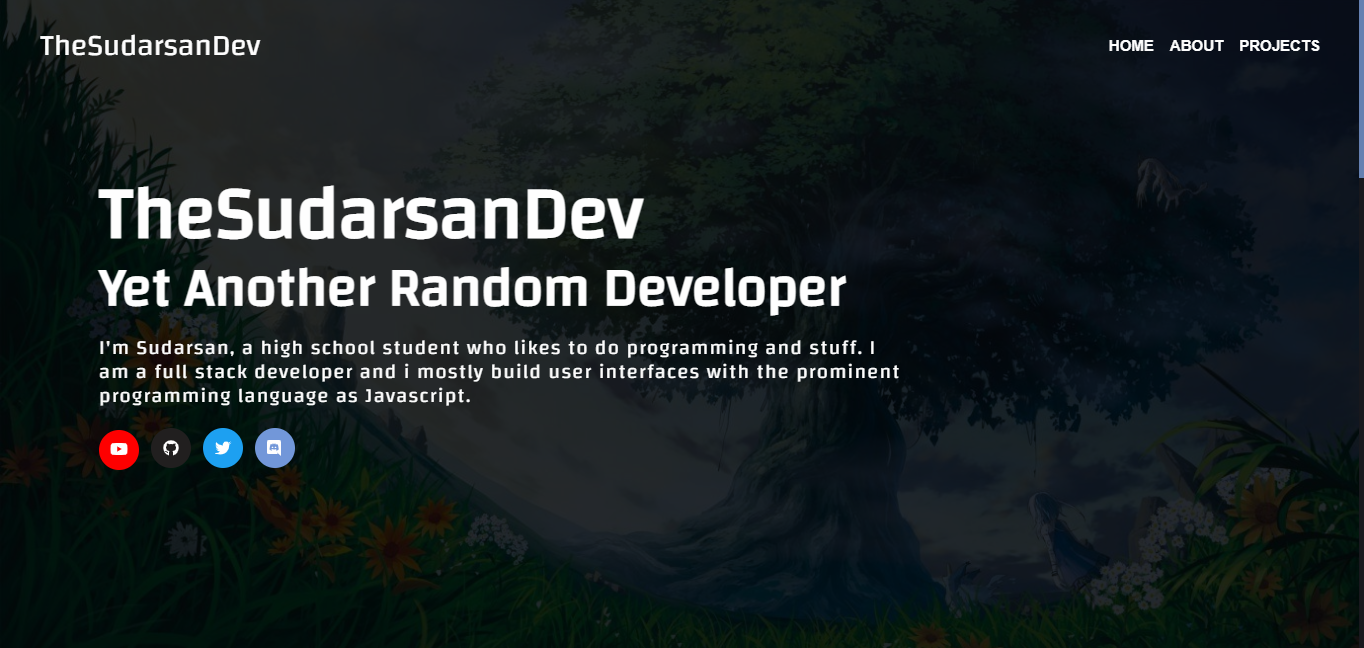 TheSudarsanDev
HOME ABOUT PROJECTS
TheSudarsanDev
Yet Another Random Developer
I'm Sudarsan, a high school student who likes to do programming and stuff. I
am a full stack developer and i mostly build user interfaces with the prominent
programming language as Javascript.